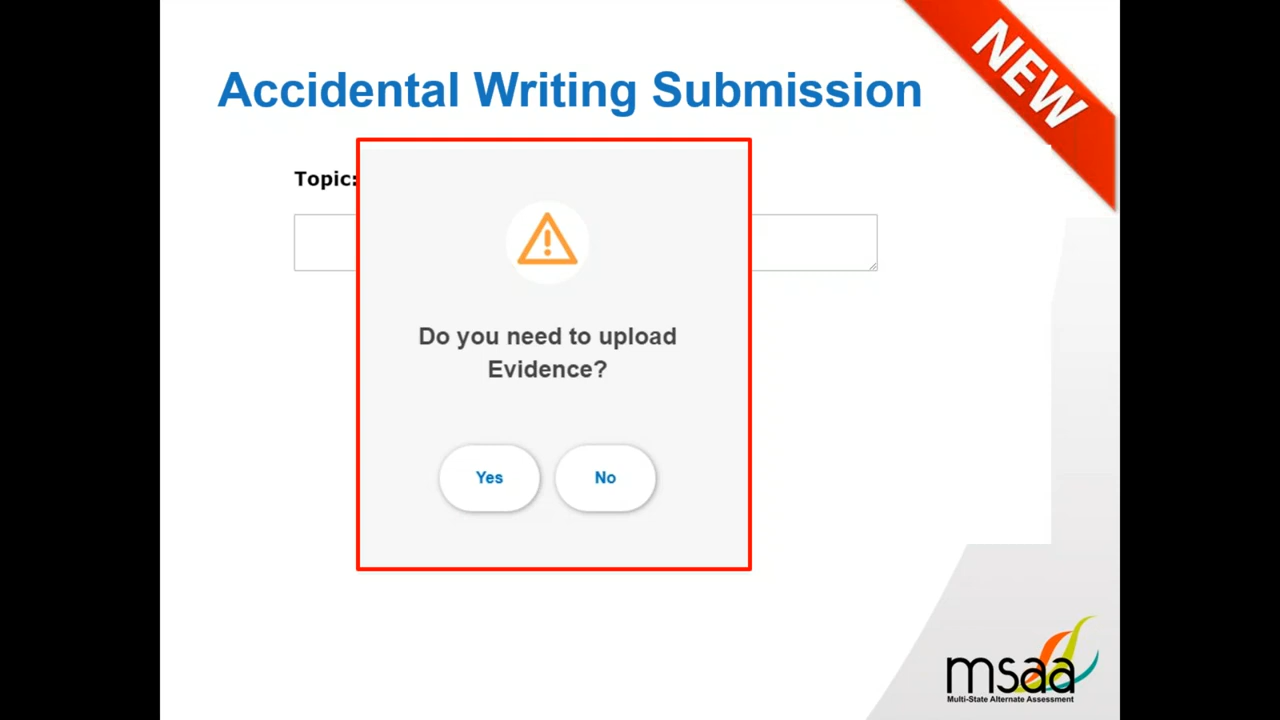 Accidental Writing Submission
NEW
Topic:
Do you need to upload
Evidence?
Yes
No
msaa
Multi-State Alternate Assessment